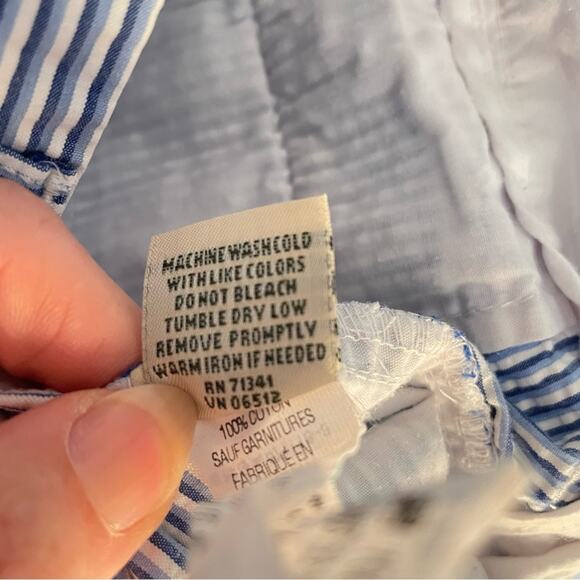 MACHINE WASH COLD
WITH LIKE COLORS
DO NOT BLEACH
TUMBLE DRY LOW
REMOVE PROMPTLY
WARM IRON IF NEEDED
RN 71341
VN 06512
100% COTON
SAUF GARNITURES
FABRIQUÉ EN